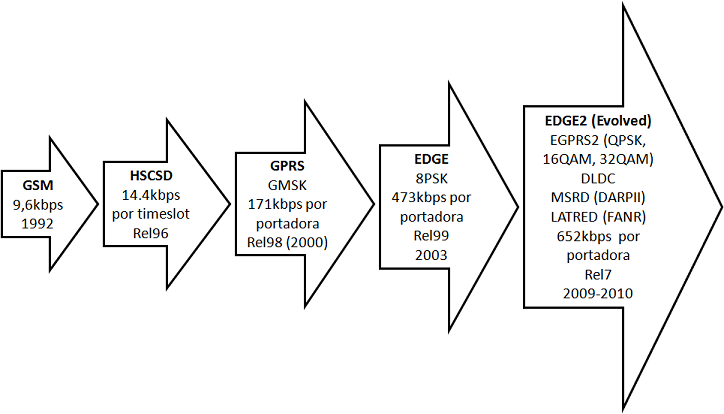 GSM
9,6kbps
1992
HSCSD
14.4kbps
por timeslot
Rel96
GPRS
GMSK
171kbps por
portadora
Rel98 (2000)
EDGE
8PSK
473kbps por
portadora
Rel99
2003
EDGE2 (Evolved)
EGPRS2 (QPSK,
16QAM, 32QAM)
DLDC
MSRD (DARPII)
LATRED (FANR)
652kbps por
portadora
Rel7
2009-2010